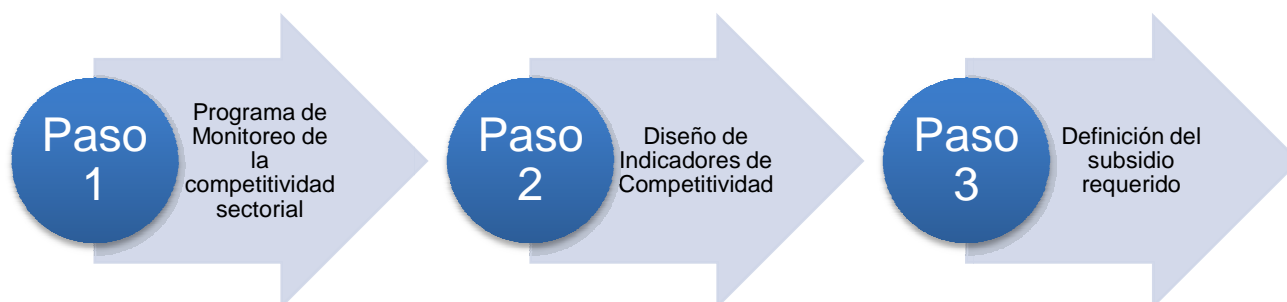 Paso
1
Programa de
Monitoreo de
la
competitividad
sectorial
Paso
2
Diseño de
Indicadores de
Competitividad
Paso
3
Definición del
subsidio
requerido